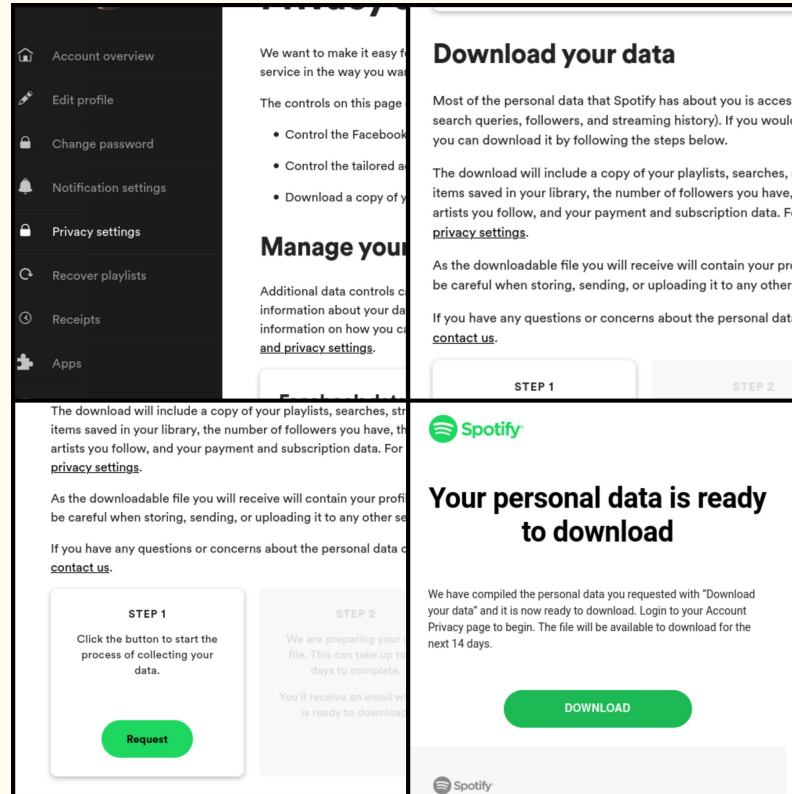 Account overview
Edit profile
Change password
Notification settings
Privacy settings
Recover playlists
Receipts
Apps
We want to make it easy
service in the way you
The controls on this page
• Control the Facebook
• Control the tailored
• Download a copy of
Manage your
Additional data controls
information about your
information on how you
and privacy settings.
Download your data
Most of the personal data that Spotify has about you is
search queries, followers, and streaming history). If you
you can download it by following the steps below.
The download will include a copy of your playlists, searches,
items saved in your library, the number of followers you have,
artists you follow, and your payment and subscription data.
privacy settings.
As the downloadable file you will receive will contain your
be careful when storing, sending, or uploading it to any other
If you have any questions or concerns about the personal
contact us.
STEP 1
STEP 2
The download will include a copy of your playlists, searches,
items saved in your library, the number of followers you have,
artists you follow, and your payment and subscription data. For
privacy settings.
As the downloadable file you will receive will contain your
be careful when storing, sending, or uploading it to any other
If you have any questions or concerns about the personal data
contact us.
STEP 1
Click the button to start the
process of collecting your
data.
Request
STEP 2
We are preparing your
file. This can take up to
days to complete.
You'll receive an email
is ready to download
Spotify
Your personal data is ready
to download
We have compiled the personal data you requested with “Download
your data” and it is now ready to download. Login to your Account
Privacy page to begin. The file will be available to download for the
next 14 days.
DOWNLOAD
Spotify